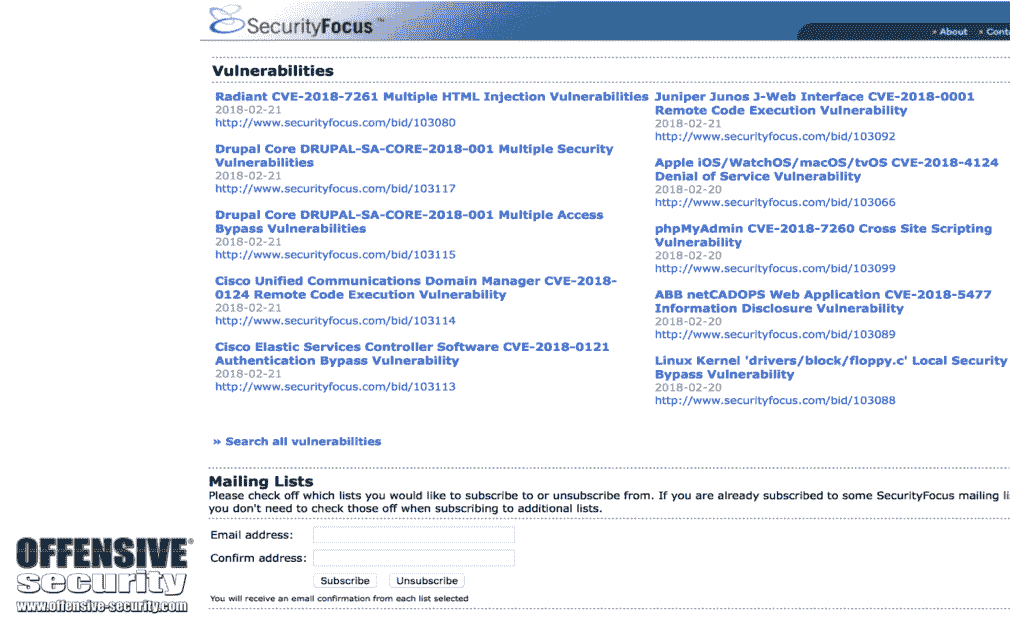 SecurityFocus™
About
Vulnerabilities
Radiant CVE-2018-7261 Multiple HTML Injection Vulnerabilities
2018-02-21
http://www.securityfocus.com/bid/103080
Drupal Core DRUPAL-SA-CORE-2018-001 Multiple Security
Vulnerabilities
2018-02-21
http://www.securityfocus.com/bid/103117
Drupal Core DRUPAL-SA-CORE-2018-001 Multiple Access
Bypass Vulnerabilities
2018-02-21
http://www.securityfocus.com/bid/103115
Cisco Unified Communications Domain Manager CVE-2018-
0124 Remote Code Execution Vulnerability
2018-02-21
http://www.securityfocus.com/bid/103114
Cisco Elastic Services Controller Software CVE-2018-0121
Authentication Bypass Vulnerability
2018-02-21
http://www.securityfocus.com/bid/103113
Juniper Junos J-Web Interface CVE-2018-0001
Remote Code Execution Vulnerability
2018-02-21
http://www.securityfocus.com/bid/103092
Apple iOS/WatchOS/macOS/tvOS CVE-2018-4124
Denial of Service Vulnerability
2018-02-20
http://www.securityfocus.com/bid/103066
phpMyAdmin CVE-2018-7260 Cross Site Scripting
Vulnerability
2018-02-20
http://www.securityfocus.com/bid/103099
ABB netCADOPS Web Application CVE-2018-5477
Information Disclosure Vulnerability
2018-02-20
http://www.securityfocus.com/bid/103089
Linux Kernel 'drivers/block/floppy.c' Local Security
Bypass Vulnerability
2018-02-20
http://www.securityfocus.com/bid/103088
» Search all vulnerabilities
Mailing Lists
Please check off which lists you would like to subscribe to or unsubscribe from. If you are already subscribed to some SecurityFocus mailing
you don't need to check those off when subscribing to additional lists.
Email address:
Confirm address:
Subscribe Unsubscribe
You will receive an email confirmation from each list selected
OFFENSIVE®
security
www.offensive-security.com